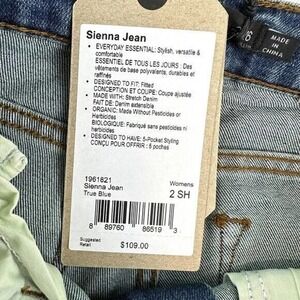 Sienna Jean
• EVERYDAY ESSENTIAL: Stylish, versatile &
comfortable
ESSENTIEL DE TOUS LES JOURS : Des
vêtements de base polyvalents, durables et
raffinés
• DESIGNED TO FIT: Fitted
CONCEPTION ET COUPE: Coupe ajustée
• MADE WITH: Stretch Denim
FAIT DE: Denim extensible
• ORGANIC: Made Without Pesticides or
Herbicides
BIOLOGIQUE: Fabriqué sans pesticides ni
herbicides
• DESIGNED TO HAVE: 5-Pocket Styling
CONÇU POUR OFFRIR : 5 poches
1961821
Sienna Jean
True Blue
Womens
2 SH
8 89760 86519 3
Suggested
Retail
$109.00
MADE IN
CHINA